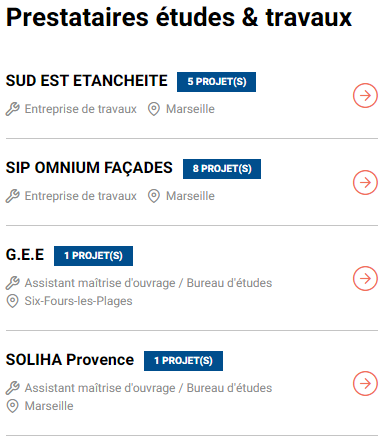 Prestataires études & travaux
SUD EST ETANCHEITE 5 PROJET(S)
Entreprise de travaux Marseille
SIP OMNIUM FAÇADES 8 PROJET(S)
Entreprise de travaux Marseille
G.E.E 1 PROJET(S)
Assistant maîtrise d'ouvrage / Bureau d'études
Six-Fours-les-Plages
SOLIHA Provence 1 PROJET(S)
Assistant maîtrise d'ouvrage / Bureau d'études
Marseille